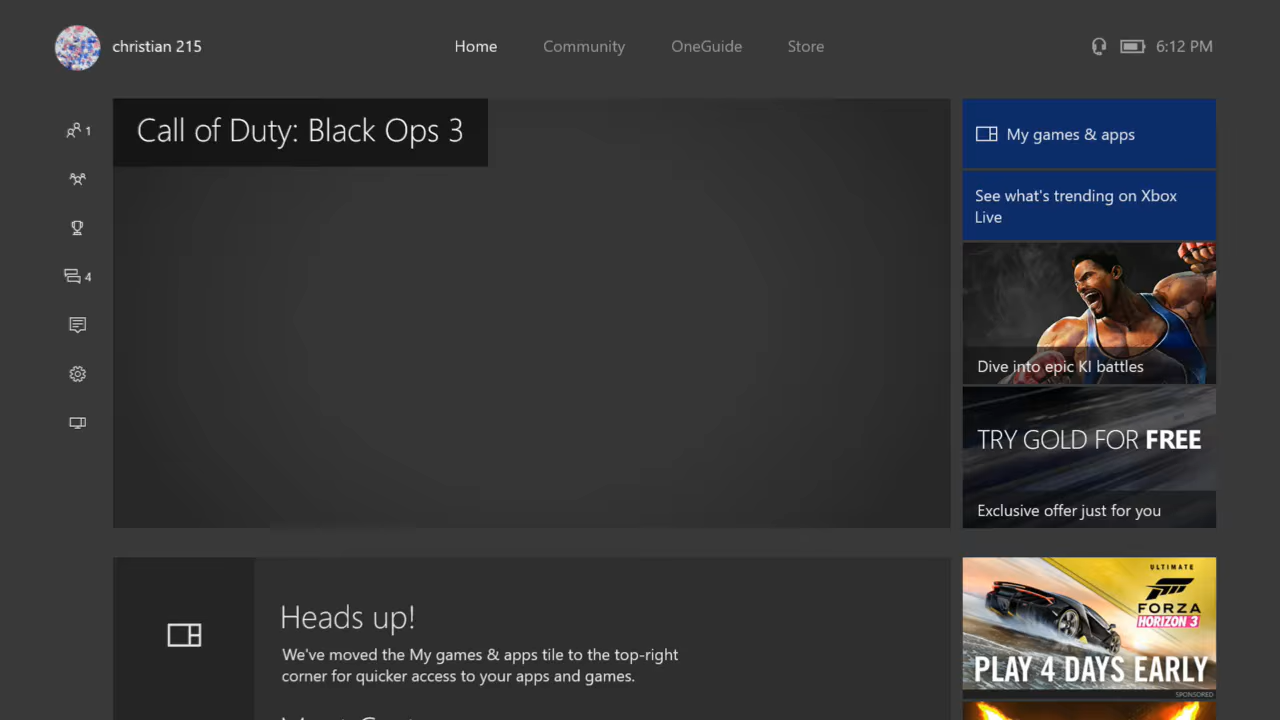 christian 215
Home
Community
OneGuide
Store
6:12 PM
1
4
Call of Duty: Black Ops 3
My games & apps
See what's trending on Xbox
Live
Dive into epic KI battles
TRY GOLD FOR FREE
Exclusive offer just for you
Heads up!
We've moved the My games & apps tile to the top-right
corner for quicker access to your apps and games.
ULTIMATE
FORZA
HORIZON 3
PLAY 4 DAYS EARLY
SPONSORED